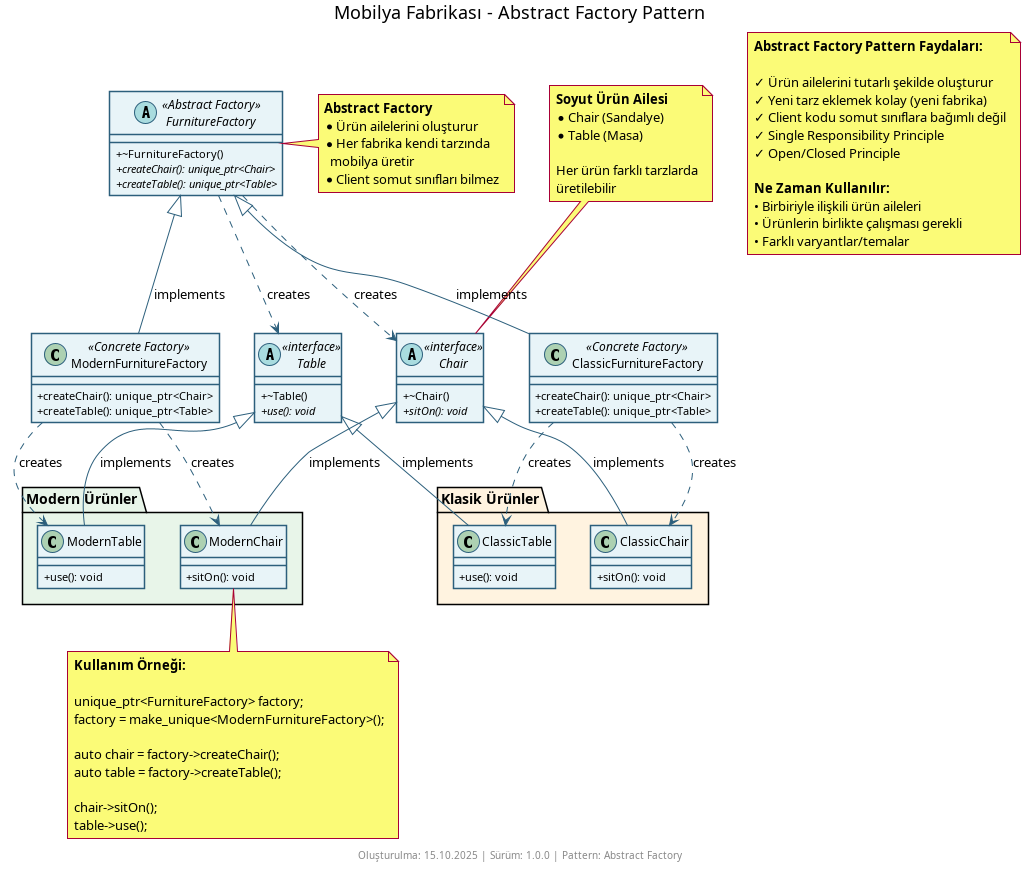 Mobilya Fabrikası - Abstract Factory Pattern
«Abstract Factory»
FurnitureFactory
+~FurnitureFactory()
+createChair(): unique_ptr<Chair>
+createTable(): unique_ptr<Table>
Abstract Factory
• Ürün ailelerini oluşturur
• Her fabrika kendi tarzında
mobilya üretir
• Client somut sınıfları bilmez
Soyut Ürün Ailesi
• Chair (Sandalye)
• Table (Masa)
Her ürün farklı tarzlarda
üretilebilir
Abstract Factory Pattern Faydaları:
✓ Ürün ailelerini tutarlı şekilde oluşturur
✓ Yeni tarz eklemek kolay (yeni fabrika)
✓ Client kodu somut sınıflara bağımlı değil
✓ Single Responsibility Principle
✓ Open/Closed Principle
Ne Zaman Kullanılır:
• Birbiriyle ilişkili ürün aileleri
• Ürünlerin birlikte çalışması gerekli
• Farklı varyantlar/temalar
implements
creates
creates
implements
«Concrete Factory»
ModernFurnitureFactory
+createChair(): unique_ptr<Chair>
+createTable(): unique_ptr<Table>
«interface»
Table
+~Table()
+use(): void
«interface»
Chair
+~Chair()
+sitOn(): void
«Concrete Factory»
ClassicFurnitureFactory
+createChair(): unique_ptr<Chair>
+createTable(): unique_ptr<Table>
creates
implements
creates
implements
implements
creates
implements
creates
Modern Ürünler
ModernTable
+use(): void
ModernChair
+sitOn(): void
Klasik Ürünler
ClassicTable
+use(): void
ClassicChair
+sitOn(): void
Kullanım Örneği:
unique_ptr<FurnitureFactory> factory;
factory = make_unique<ModernFurnitureFactory>();
auto chair = factory->createChair();
auto table = factory->createTable();
chair->sitOn();
table->use();
Oluşturulma: 15.10.2025 | Sürüm: 1.0.0 | Pattern: Abstract Factory